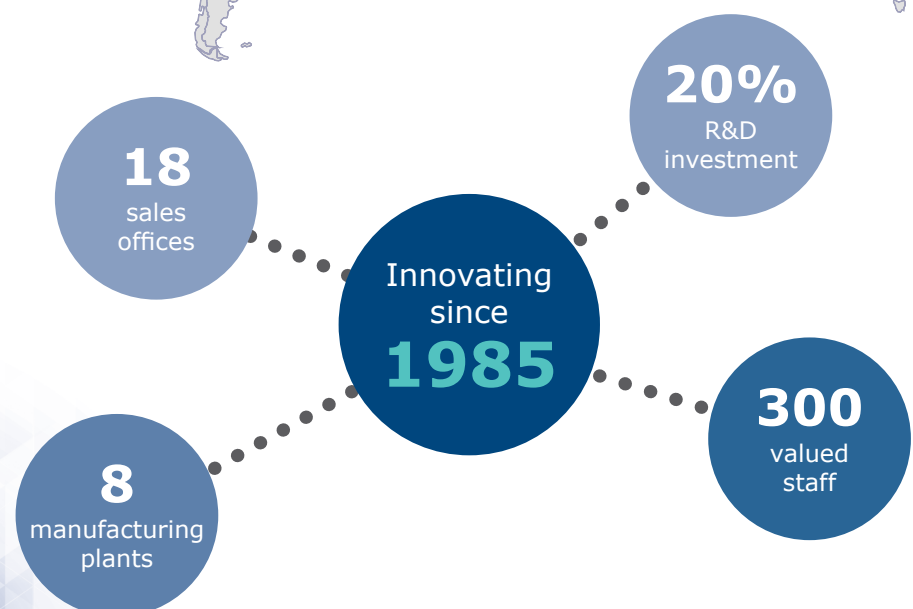 20%
R&D
investment
18
sales
offices
Innovating
since
1985
300
valued
staff
8
manufacturing
plants